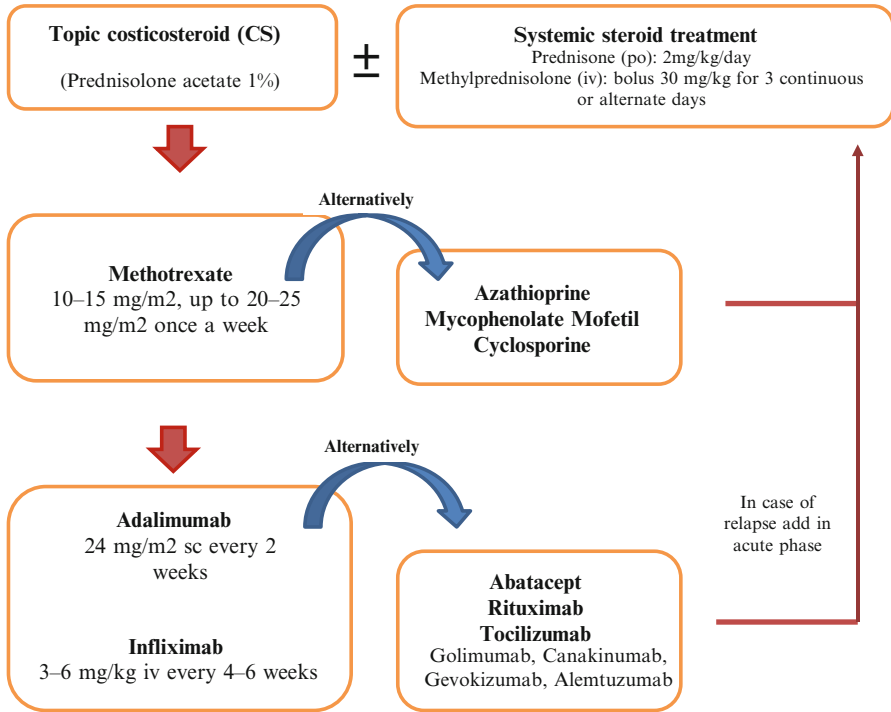 Topic costicosteroid (CS)
(Prednisolone acetate 1%)
±
Systemic steroid treatment
Prednisone (po): 2mg/kg/day
Methylprednisolone (iv): bolus 30 mg/kg for 3 continuous
or alternate days
Alternatively
Methotrexate
10–15 mg/m2, up to 20–25
mg/m2 once a week
Azathioprine
Mycophenolate Mofetil
Cyclosporine
Alternatively
Adalimumab
24 mg/m2 sc every 2
weeks
Infliximab
3–6 mg/kg iv every 4–6 weeks
Abatacept
Rituximab
Tocilizumab
Golimumab, Canakinumab,
Gevokizumab, Alemtuzumab
In case of
relapse add in
acute phase